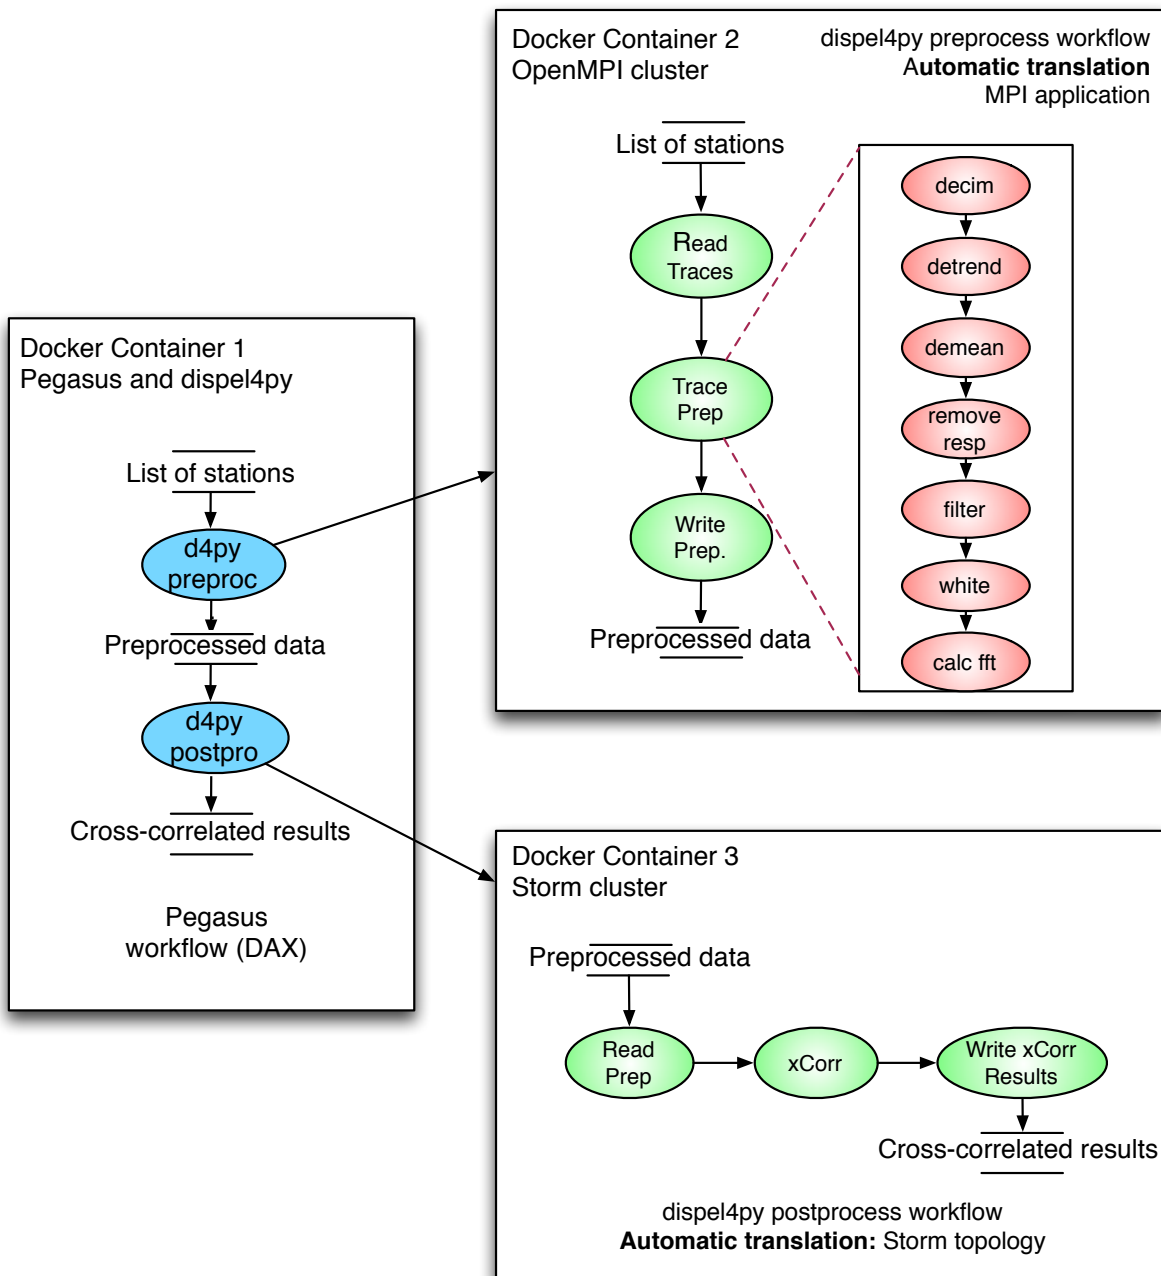 Docker Container 1
Pegasus and dispel4py
List of stations
d4py
preproc
Preprocessed data
d4py
postpro
Cross-correlated results
Pegasus
workflow (DAX)
Docker Container 2
OpenMPI cluster
dispel4py preprocess workflow
Automatic translation
MPI application
List of stations
Read
Traces
Trace
Prep
Write
Prep.
Preprocessed data
decim
detrend
demean
remove
resp
filter
white
calc fft
Docker Container 3
Storm cluster
Preprocessed data
Read
Prep
xCorr
Write xCorr
Results
Cross-correlated results
dispel4py postprocess workflow
Automatic translation: Storm topology